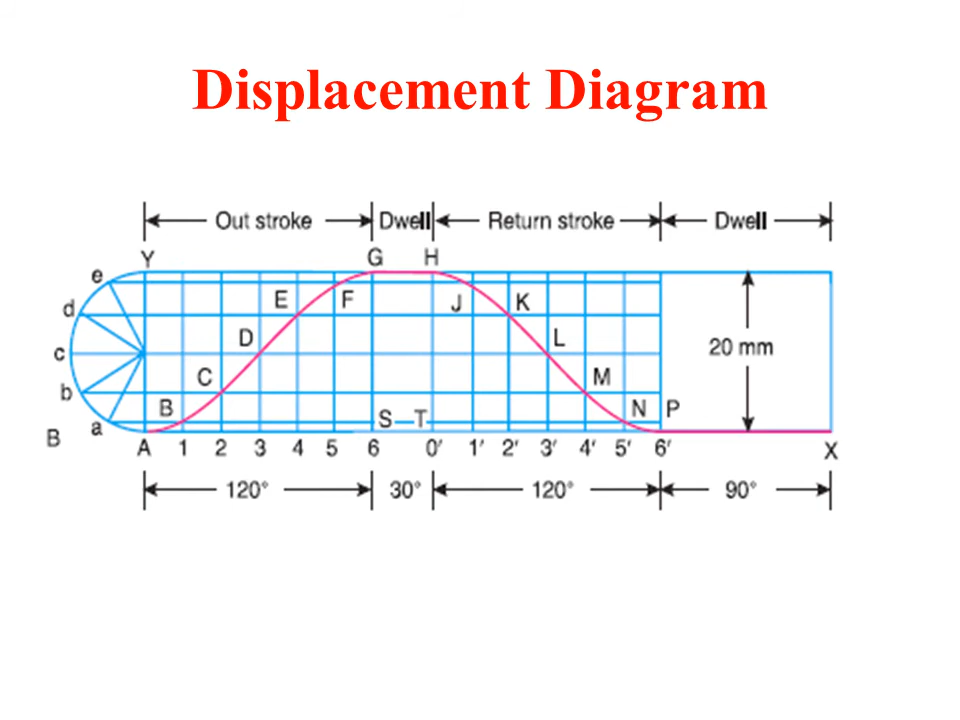 Displacement Diagram
Out stroke Dwell Return stroke Dwell
Y G H
e E F J K
d D L 20 mm
c C M
b B N P
a S T
B A 1 2 3 4 5 6 0′ 1′ 2′ 3′ 4′ 5′ 6′ X
120° 30° 120° 90°